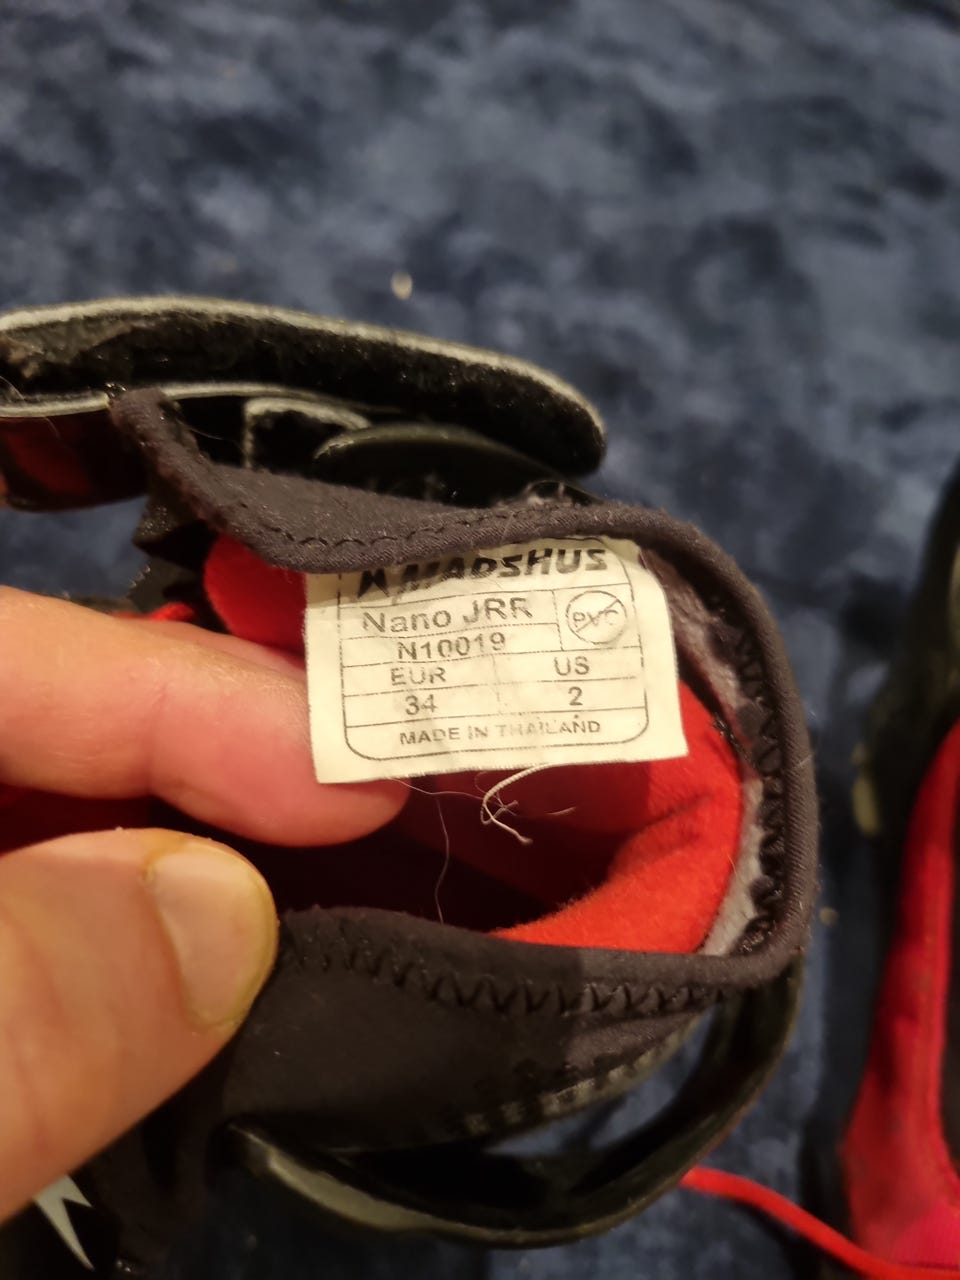 MADSHUS
Nano JRR
PVC
N10019
EUR US
34 2
MADE IN THAILAND